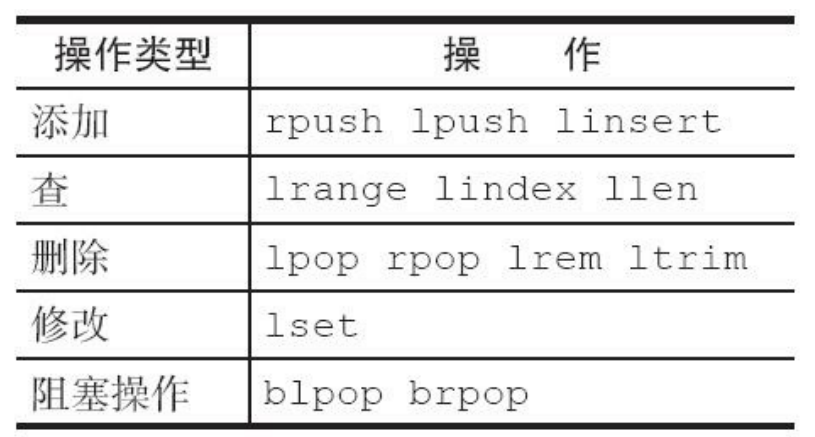 操作类型 操 作
添加 rpush lpush linsert
查 lrange lindex llen
删除 lpop rpop lrem ltrim
修改 lset
阻塞操作 blpop brpop